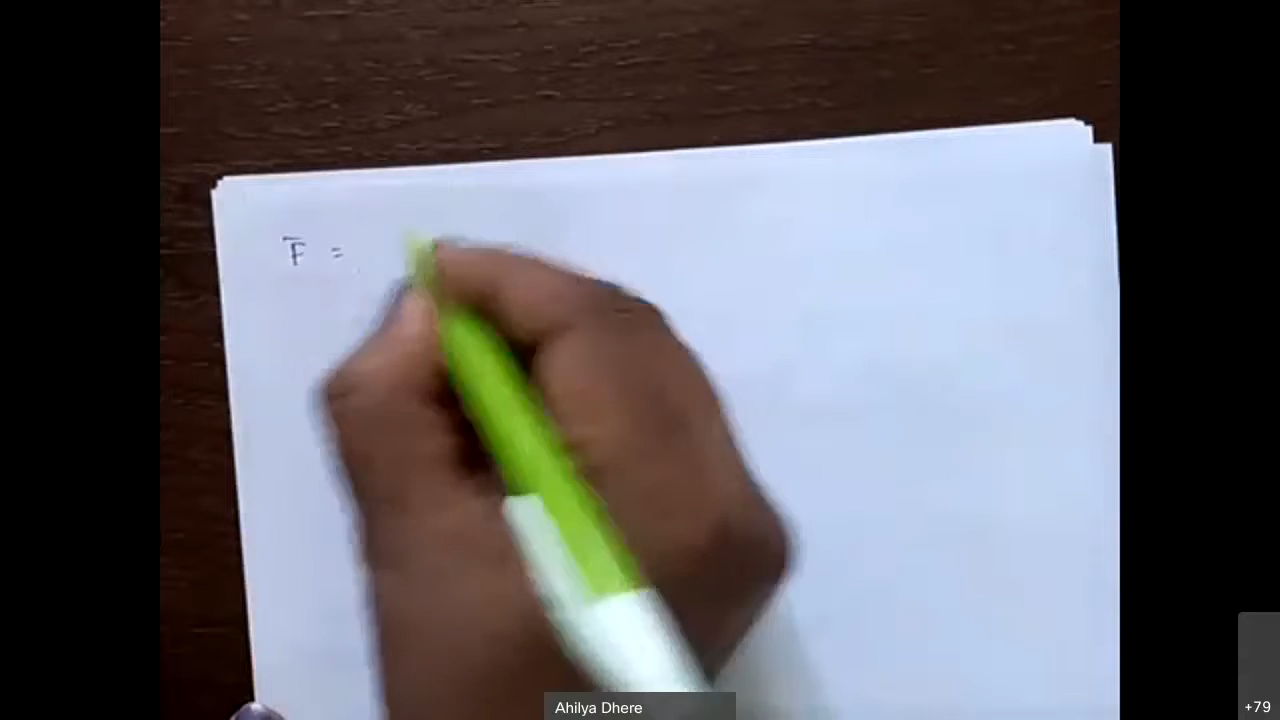 F̄ =
Ahilya Dhere
+79